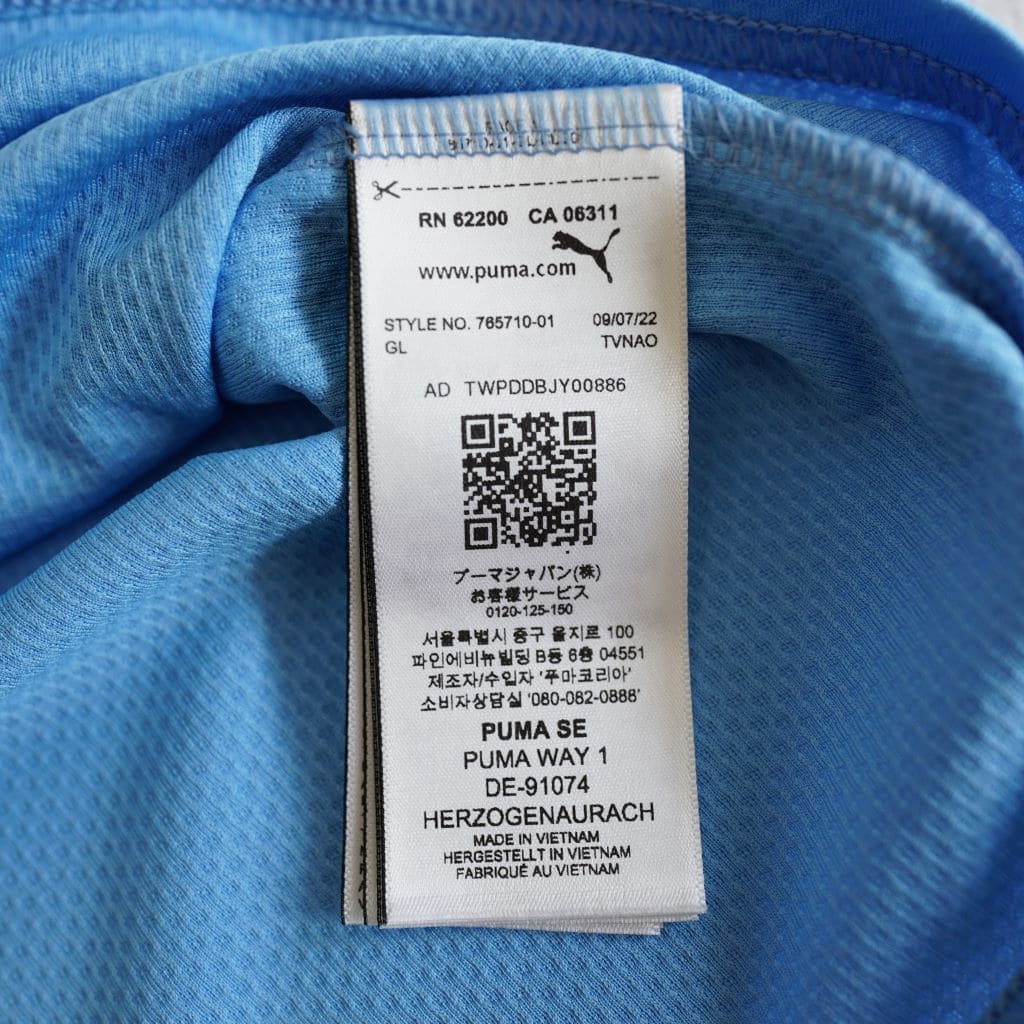 RN 62200 CA 06311
www.puma.com
STYLE NO. 765710-01 09/07/22
GL TVNAO
AD TWPDDBJY00886
プーマジャパン(株)
お客様サービス
0120-125-150
서울특별시 중구 을지로 100
파인에비뉴빌딩 B동 6층 04551
제조자/수입자 '푸마코리아'
소비자상담실 '080-082-0888'
PUMA SE
PUMA WAY 1
DE-91074
HERZOGENAURACH
MADE IN VIETNAM
HERGESTELLT IN VIETNAM
FABRIQUÉ AU VIETNAM